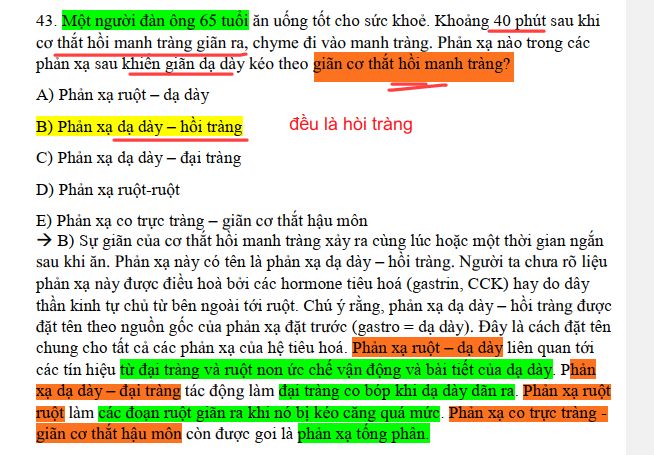 43. Một người đàn ông 65 tuổi ăn uống tốt cho sức khoẻ. Khoảng 40 phút sau khi
cơ thắt hồi manh tràng giãn ra, chyme đi vào manh tràng. Phản xạ nào trong các
phản xạ sau khiến giãn dạ dày kéo theo giãn cơ thắt hồi manh tràng?
A) Phản xạ ruột – dạ dày
B) Phản xạ dạ dày – hồi tràng
đều là hòi tràng
C) Phản xạ dạ dày – đại tràng
D) Phản xạ ruột-ruột
E) Phản xạ co trực tràng – giãn cơ thắt hậu môn
→ B) Sự giãn của cơ thắt hồi manh tràng xảy ra cùng lúc hoặc một thời gian ngắn
sau khi ăn. Phản xạ này có tên là phản xạ dạ dày – hồi tràng. Người ta chưa rõ liệu
phản xạ này được điều hoà bởi các hormone tiêu hoá (gastrin, CCK) hay do dây
thần kinh tự chủ từ bên ngoài tới ruột. Chú ý rằng, phản xạ dạ dày – hồi tràng được
đặt tên theo nguồn gốc của phản xạ đặt trước (gastro = dạ dày). Đây là cách đặt tên
chung cho tất cả các phản xạ của hệ tiêu hoá. Phản xạ ruột – dạ dày liên quan tới
các tín hiệu từ đại tràng và ruột non ức chế vận động và bài tiết của dạ dày. Phản
xạ dạ dày – đại tràng tác động làm đại tràng co bóp khi dạ dày dãn ra. Phản xạ ruột
ruột làm các đoạn ruột giãn ra khi nó bị kéo căng quá mức. Phản xạ co trực tràng -
giãn cơ thắt hậu môn còn được goi là phản xạ tống phân.